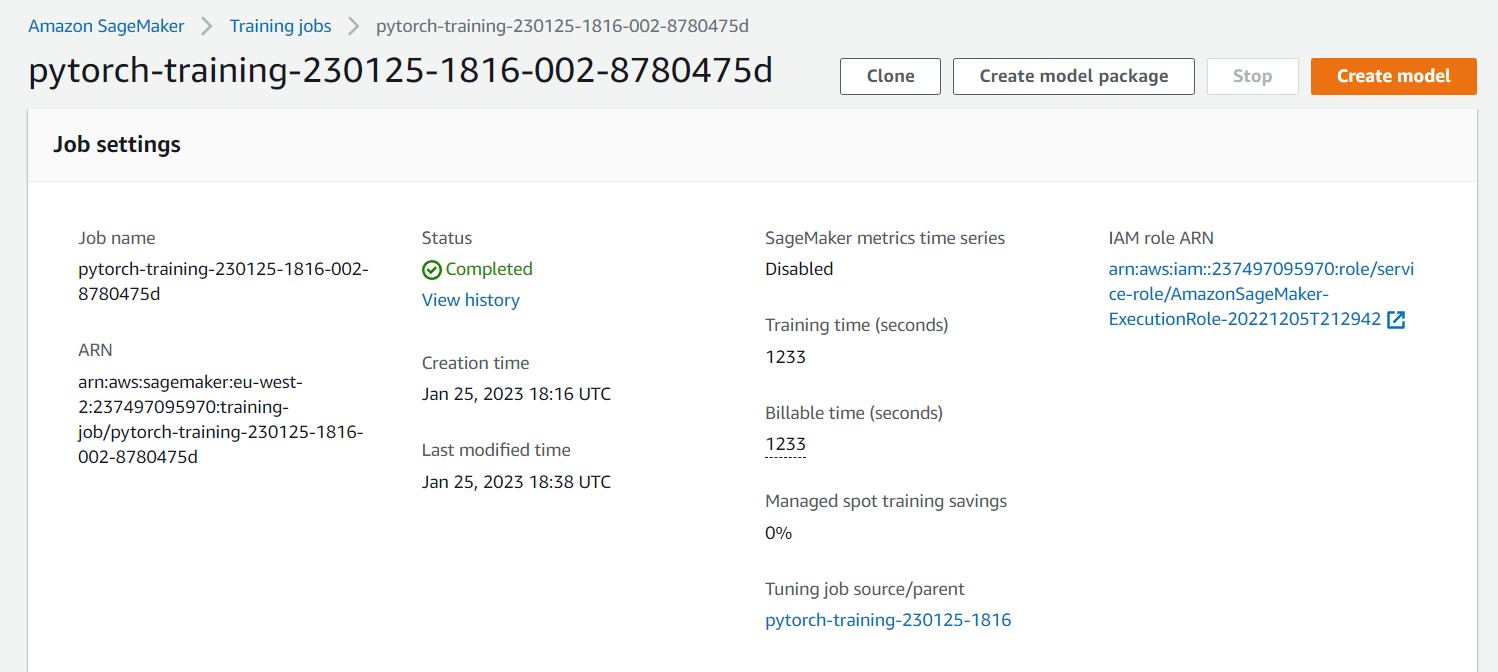 Amazon SageMaker > Training jobs > pytorch-training-230125-1816-002-8780475d
pytorch-training-230125-1816-002-8780475d
Clone
Create model package
Stop
Create model
Job settings
Job name
pytorch-training-230125-1816-002-
8780475d
ARN
arn:aws:sagemaker:eu-west-
2:237497095970:training-
job/pytorch-training-230125-1816-
002-8780475d
Status
Completed
View history
Creation time
Jan 25, 2023 18:16 UTC
Last modified time
Jan 25, 2023 18:38 UTC
SageMaker metrics time series
Disabled
Training time (seconds)
1233
Billable time (seconds)
1233
Managed spot training savings
0%
Tuning job source/parent
pytorch-training-230125-1816
IAM role ARN
arn:aws:iam::237497095970:role/servi
ce-role/AmazonSageMaker-
ExecutionRole-20221205T212942